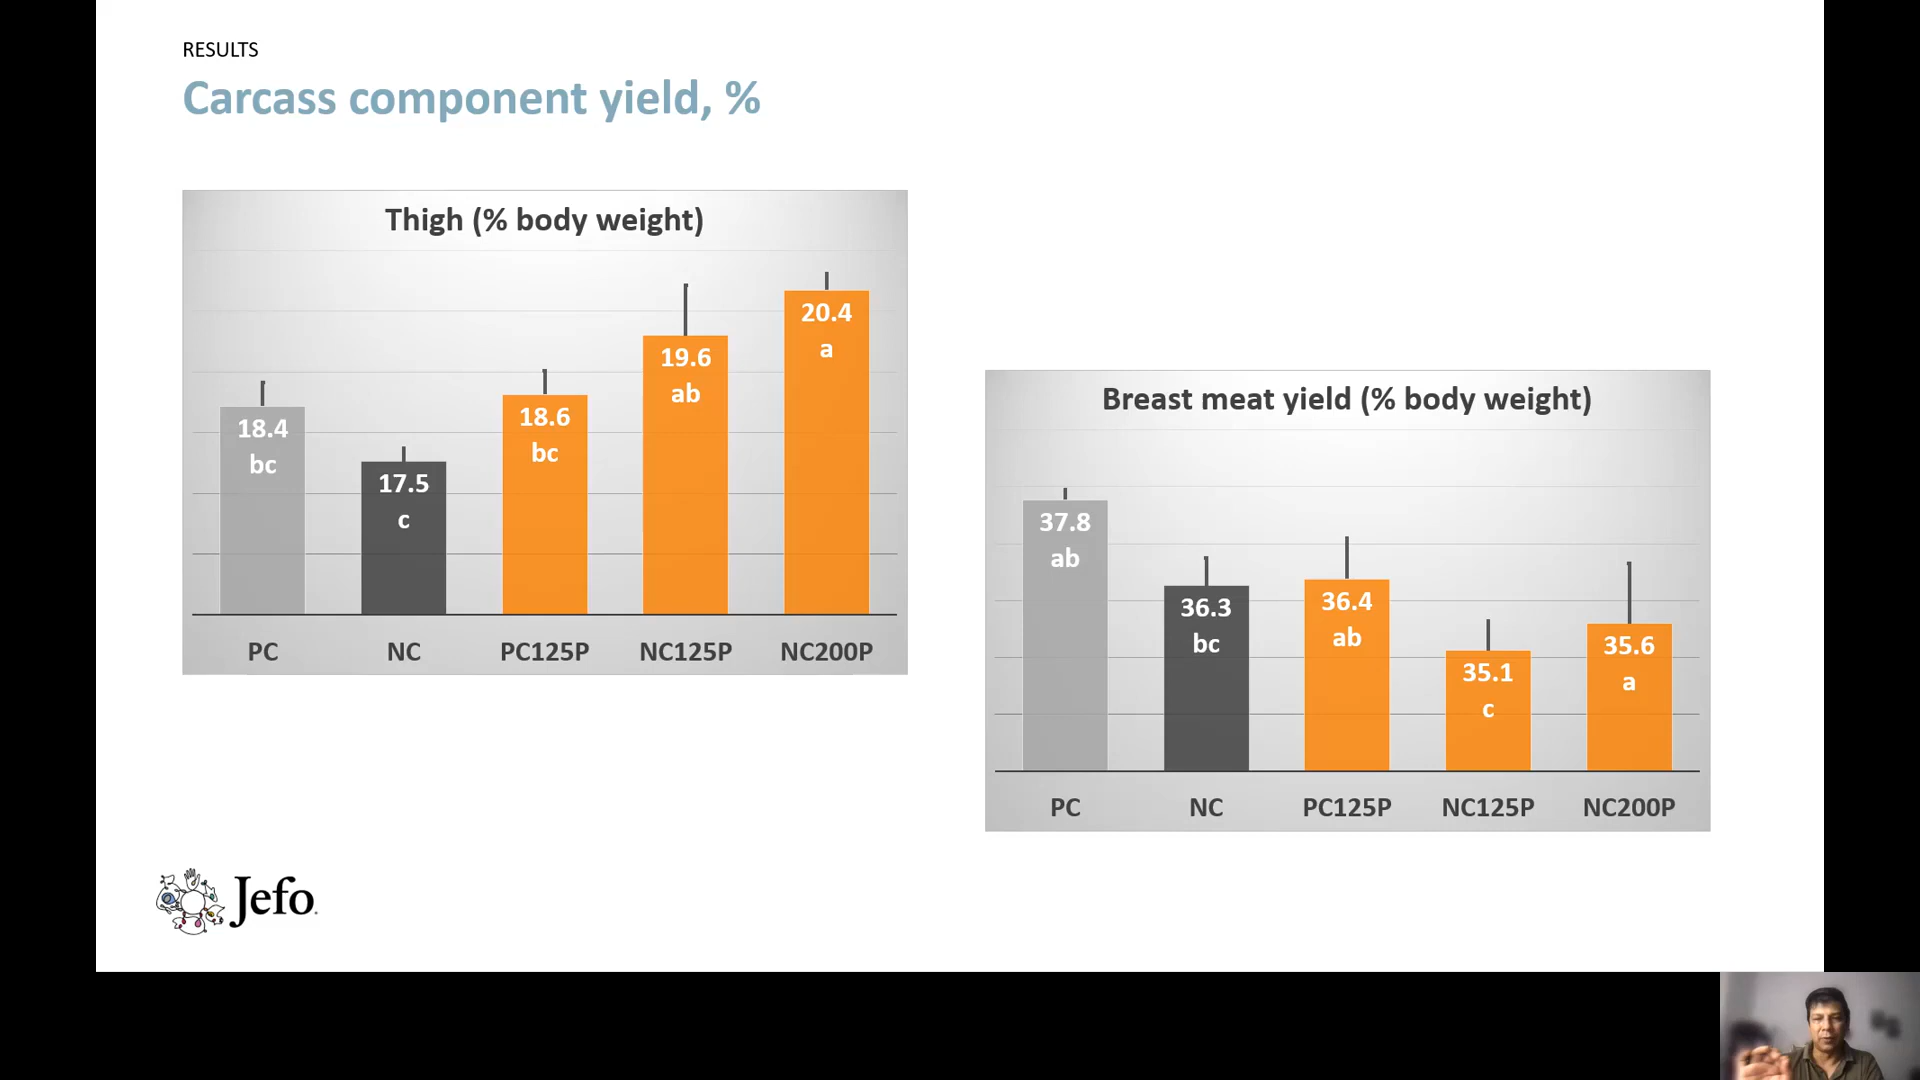 RESULTS
Carcass component yield, %
Thigh (% body weight)
18.4
bc
17.5
c
18.6
bc
19.6
ab
20.4
a
PC NC PC125P NC125P NC200P
Breast meat yield (% body weight)
37.8
ab
36.3
bc
36.4
ab
35.1
c
35.6
a
PC NC PC125P NC125P NC200P
Jefo